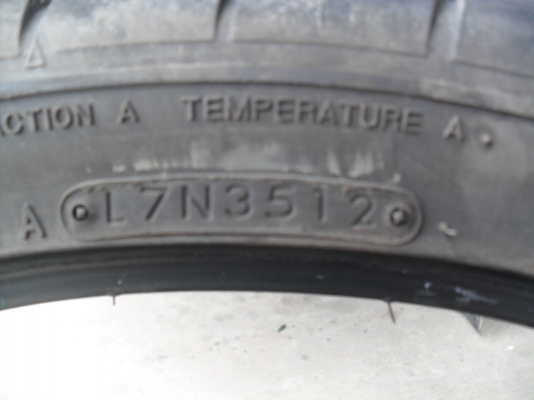 ACTION A TEMPERATURE A
A L7N3512